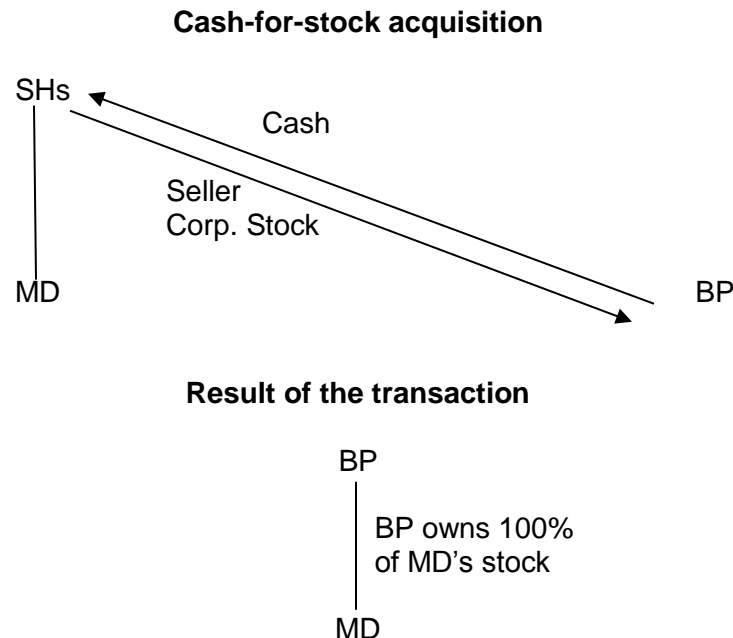 Cash-for-stock acquisition
SHs
Cash
Seller
Corp. Stock
MD
BP
Result of the transaction
BP
BP owns 100%
of MD's stock
MD